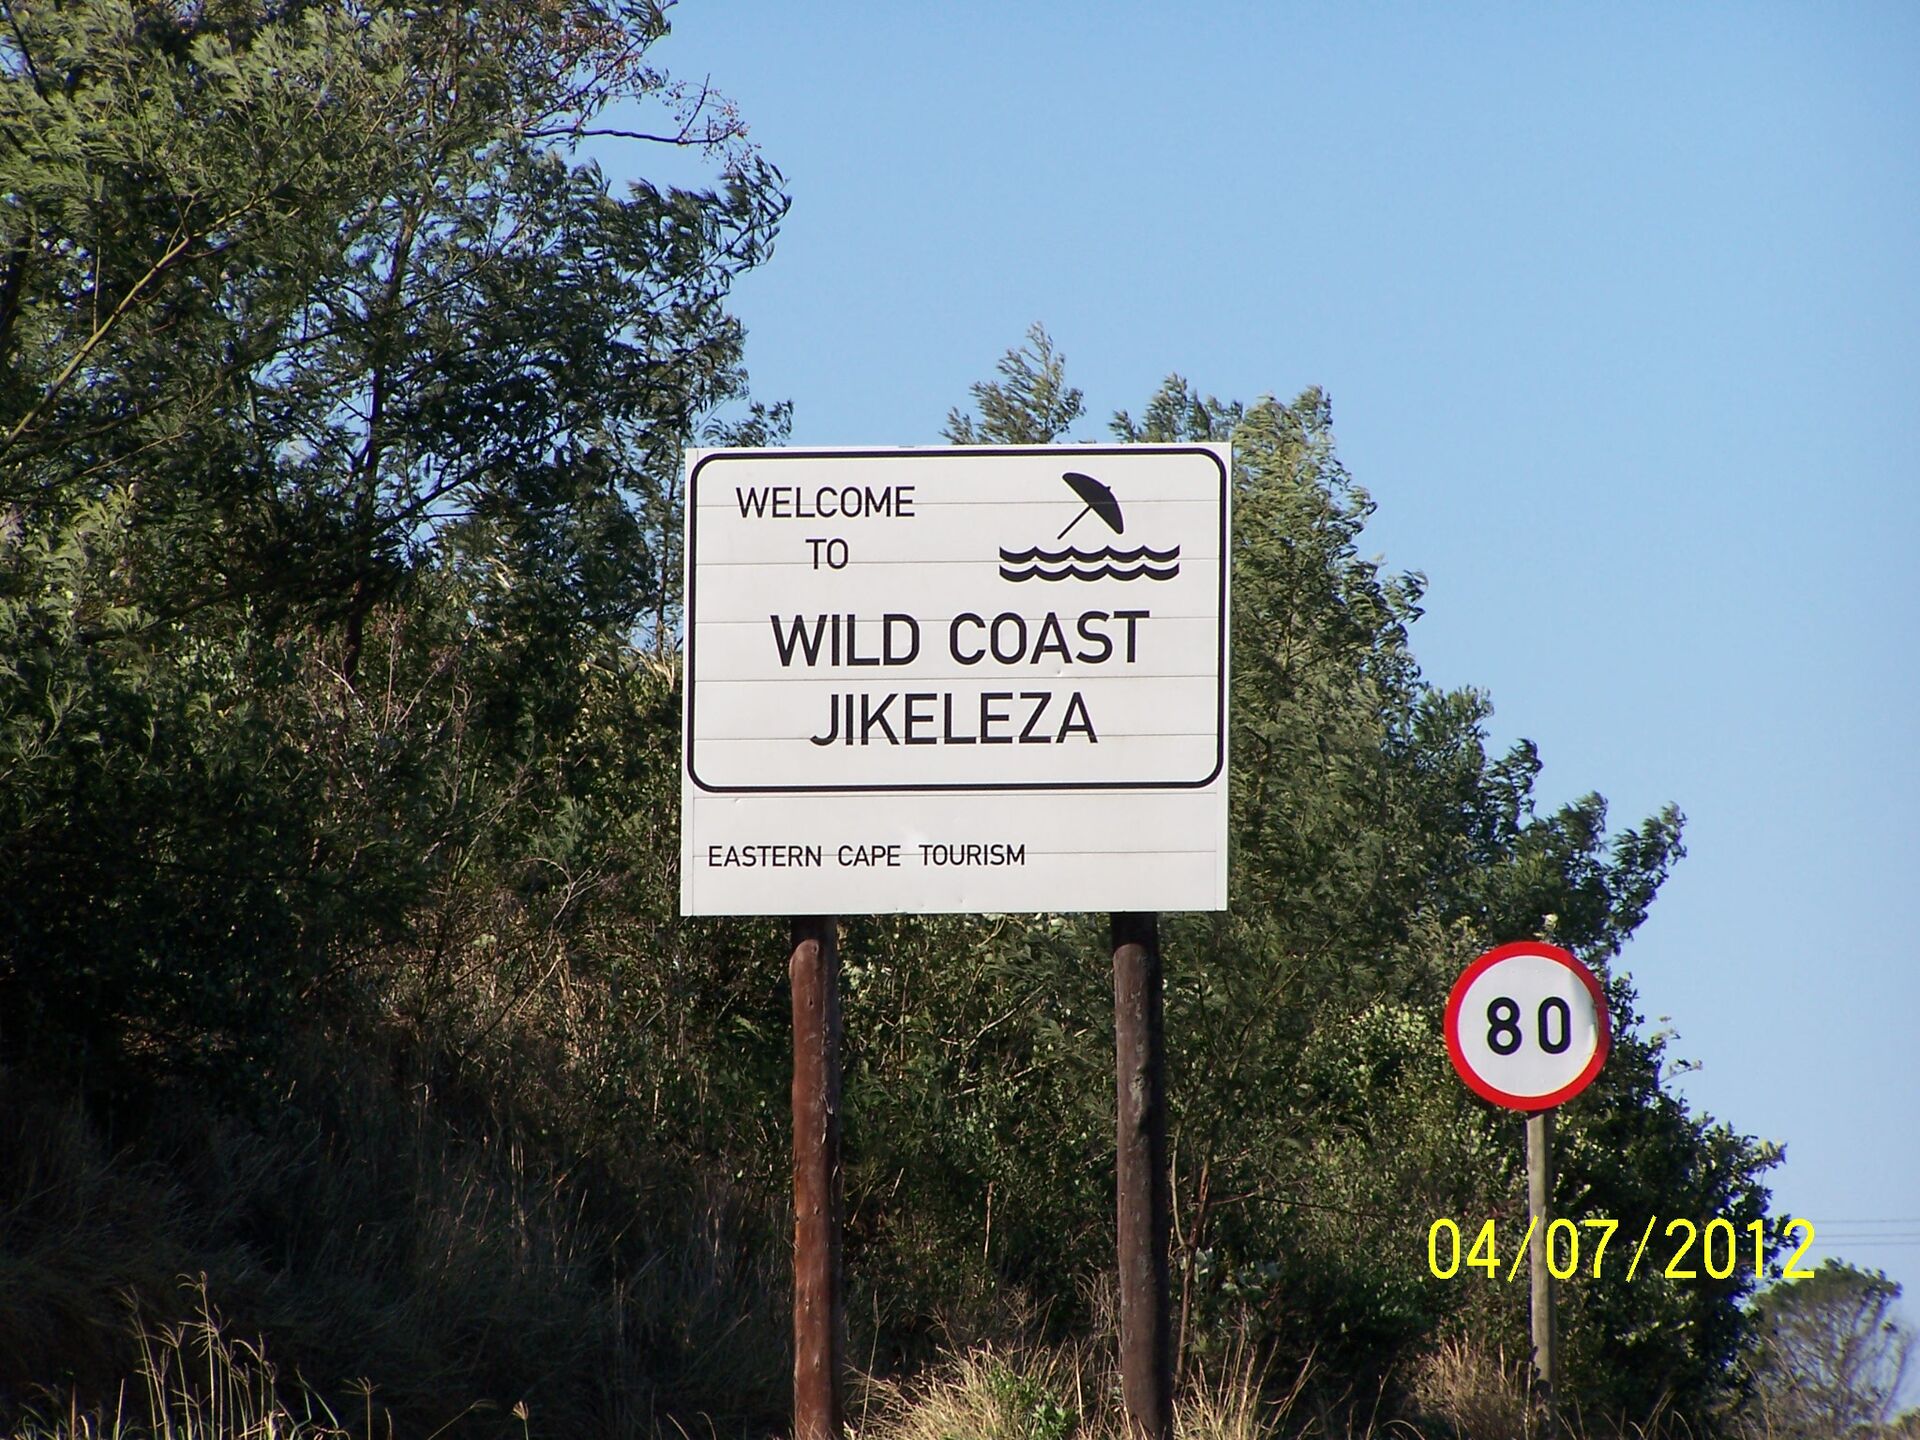 WELCOME
TO
WILD COAST
JIKELEZA
EASTERN CAPE TOURISM
80
04/07/2012